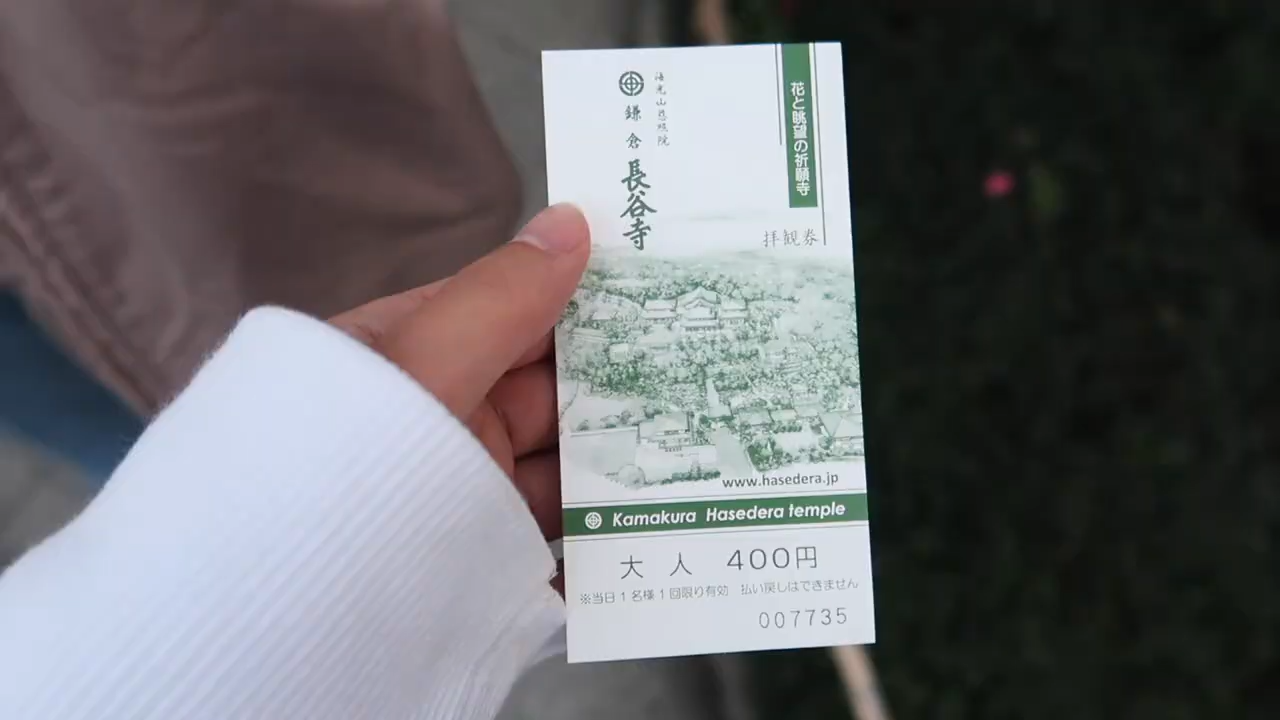 花と眺望の祈願寺
海光山慈照院
鎌倉
長谷寺
拝観券
www.hasedera.jp
Kamakura Hasedera temple
大人 400円
※当日1名様1回限り有効 払い戻しはできません
007735